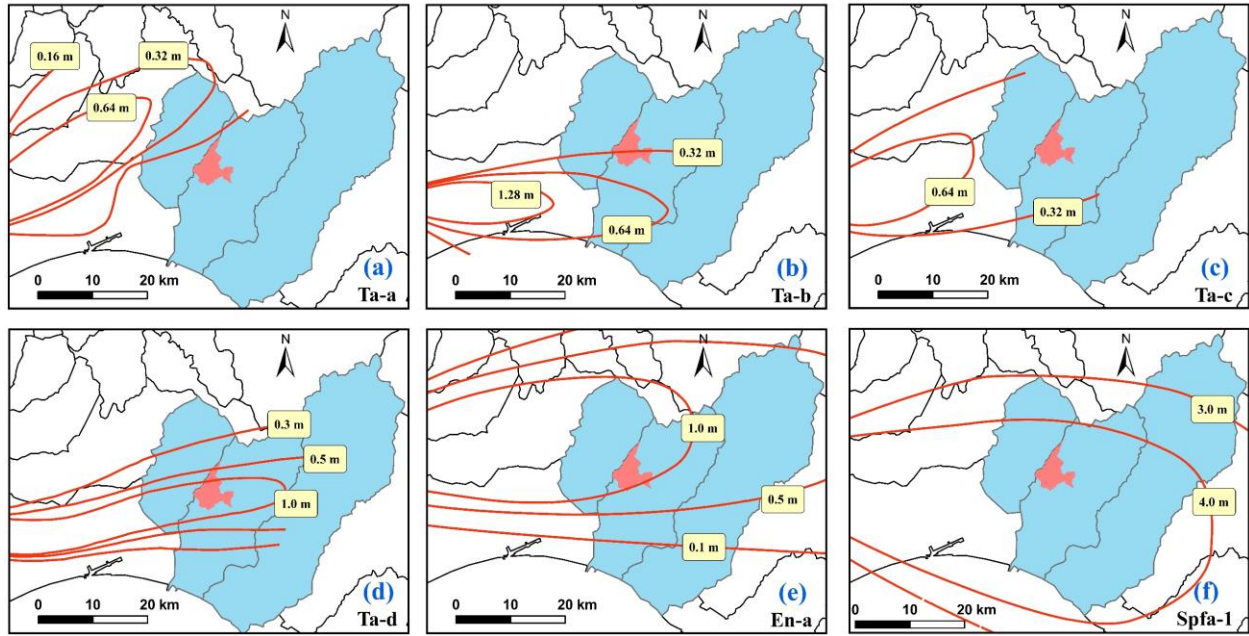 N
0.16 m
0.32 m
0.64 m
0 10 20 km
(a)
Ta-a
N
0.32 m
1.28 m
0.64 m
0 10 20 km
(b)
Ta-b
N
0.64 m
0.32 m
0 10 20 km
(c)
Ta-c
N
0.3 m
0.5 m
1.0 m
0 10 20 km
(d)
Ta-d
N
1.0 m
0.5 m
0.1 m
0 10 20 km
(e)
En-a
N
3.0 m
4.0 m
0 10 20 km
(f)
Spfa-1